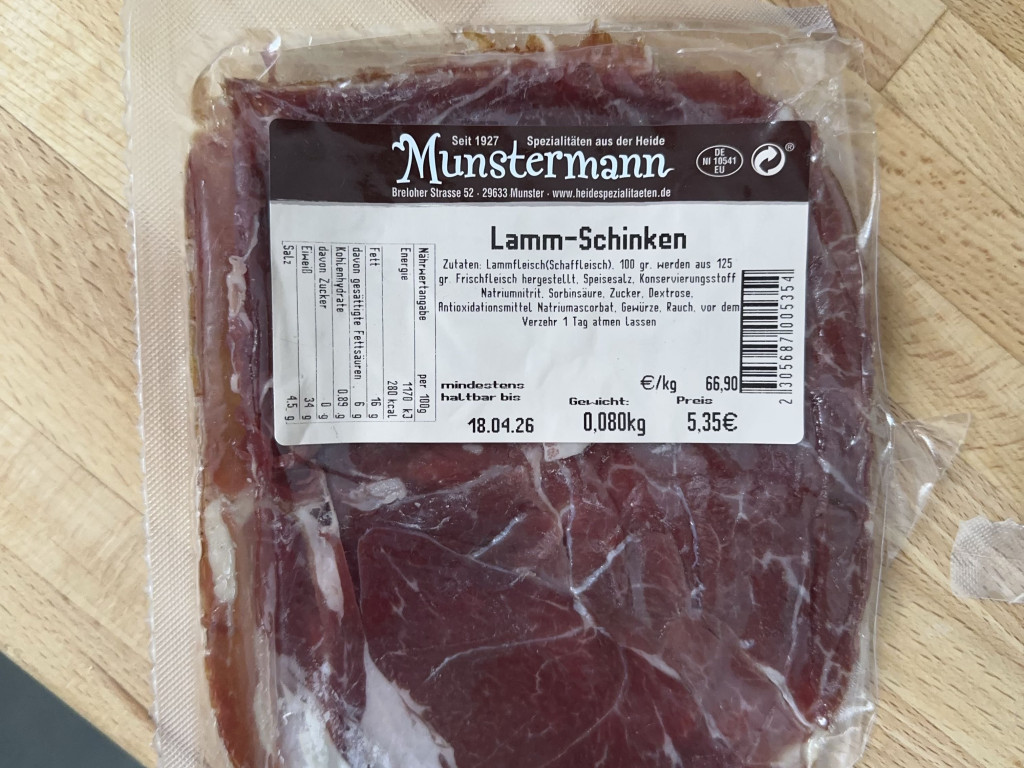 Seit 1927 Spezialitäten aus der Heide
Munstermann
Breloher Strasse 52 · 29633 Munster · www.heidespezialitaeten.de
DE
NI 10541
EU
®
Lamm-Schinken
Zutaten: Lammfleisch(Schaffleisch). 100 gr. werden aus 125
gr. Frischfleisch hergestellt, Speisesalz, Konservierungsstoff
Natriumnitrit, Sorbinsäure, Zucker, Dextrose,
Antioxidationsmittel Natriumascorbat, Gewürze, Rauch, vor dem
Verzehr 1 Tag atmen lassen
Nährwertangabe per 100g
Energie 1170 kJ
280 kcal
Fett 16 g
davon gesättigte Fettsäuren 6 g
Kohlenhydrate 0.89 g
davon Zucker 0 g
Eiweiß 34 g
Salz 4.5 g
mindestens
haltbar bis
18.04.26
Gewicht:
0,080kg
€/kg 66,90
Preis
5,35€
2 305687 005354